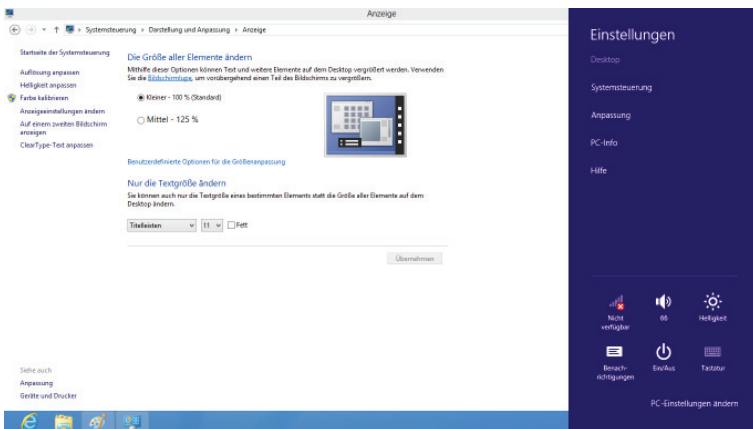 Anzeige
Systemsteuerung › Darstellung und Anpassung › Anzeige
Startseite der Systemsteuerung
Auflösung anpassen
Helligkeit anpassen
Farbe kalibrieren
Anzeigeeinstellungen ändern
Auf einem zweiten Bildschirm
anzeigen
ClearType-Text anpassen
Die Größe aller Elemente ändern
Mithilfe dieser Optionen können Text und weitere Elemente auf dem Desktop vergrößert werden. Verwenden
Sie die Bildschirmlupe, um vorübergehend einen Teil des Bildschirms zu vergrößern.
Kleiner - 100 % (Standard)
Mittel - 125 %
Benutzerdefinierte Optionen für die Größenanpassung
Nur die Textgröße ändern
Sie können auch nur die Textgröße eines bestimmten Elements statt die Größe aller Elemente auf dem
Desktop ändern.
Titelleisten 11 Fett
Übernehmen
Siehe auch
Anpassung
Geräte und Drucker
Einstellungen
Desktop
Systemsteuerung
Anpassung
PC-Info
Hilfe
Nicht
verfügbar
66
Helligkeit
Benach-
richtigungen
Ein/Aus
Tastatur
PC-Einstellungen ändern